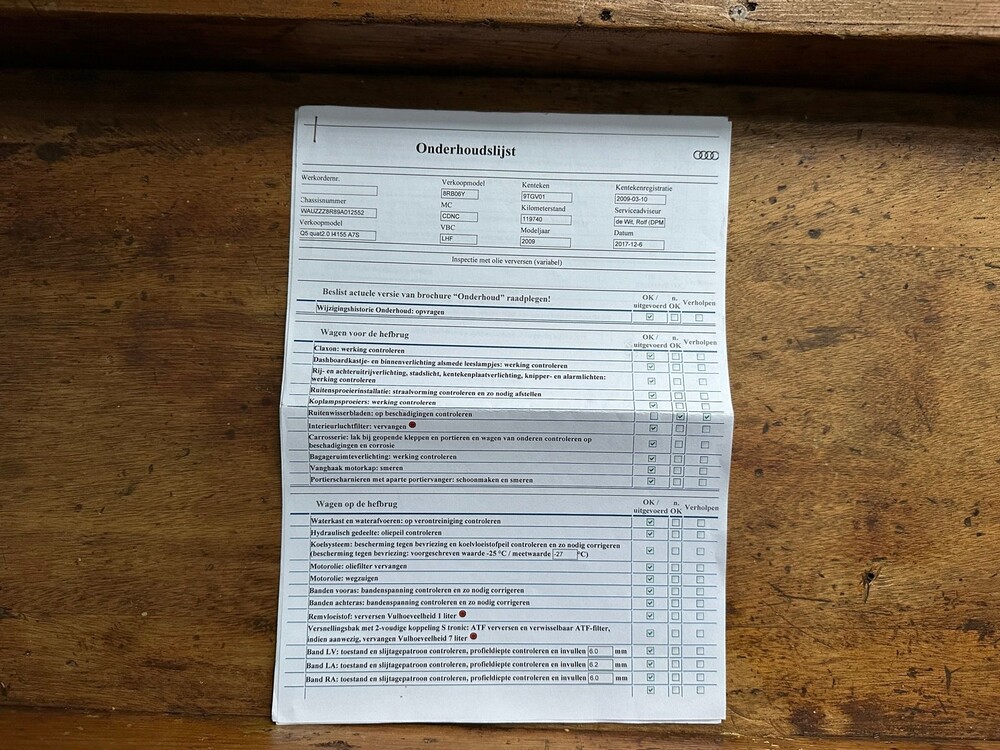 Onderhoudslijst
Werkordernr.
Verkoopmodel
8RB06Y
Kenteken
9TGV01
Kentekenregistratie
2009-03-10
Chassisnummer
WAUZZZ8R89A012552
MC
CDNC
Kilometerstand
119740
Serviceadviseur
de Wit, Rolf (DPM
Verkoopmodel
Q5 quat2.0 I4155 A7S
VBC
LHF
Modeljaar
2009
Datum
2017-12-6
Inspectie met olie verversen (variabel)
Beslist actuele versie van brochure “Onderhoud” raadplegen!
OK / uitgevoerd
n. OK
Verholpen
Wijzigingshistorie Onderhoud: opvragen
Wagen voor de hefbrug
OK / uitgevoerd
n. OK
Verholpen
Claxon: werking controleren
Dashboardkastje- en binnenverlichting alsmede leeslampjes: werking controleren
Rij- en achteruitrijverlichting, stadslicht, kentekenplaatverlichting, knipper- en alarmlichten:
werking controleren
Ruitensproeierinstallatie: straalvorming controleren en zo nodig afstellen
Koplampsproeiers: werking controleren
Ruitenwisserbladen: op beschadigingen controleren
Interieurluchtfilter: vervangen
Carrosserie: lak bij geopende kleppen en portieren en wagen van onderen controleren op
beschadigingen en corrosie
Bagageruimteverlichting: werking controleren
Vanghaak motorkap: smeren
Portierscharnieren met aparte portiervanger: schoonmaken en smeren
Wagen op de hefbrug
OK / uitgevoerd
n. OK
Verholpen
Waterkast en waterafvoeren: op verontreiniging controleren
Hydraulisch gedeelte: oliepeil controleren
Koelsysteem: bescherming tegen bevriezing en koelvloeistofpeil controleren en zo nodig corrigeren
(bescherming tegen bevriezing: voorgeschreven waarde -25 °C / meetwaarde -27 °C)
Motorolie: oliefilter vervangen
Motorolie: wegzuigen
Banden vooras: bandenspanning controleren en zo nodig corrigeren
Banden achteras: bandenspanning controleren en zo nodig corrigeren
Remvloeistof: verversen Vulhoeveelheid 1 liter
Versnellingsbak met 2-voudige koppeling S tronic: ATF verversen en verwisselbaar ATF-filter,
indien aanwezig, vervangen Vulhoeveelheid 7 liter
Band LV: toestand en slijtagepatroon controleren, profieldiepte controleren en invullen 6.0 mm
Band LA: toestand en slijtagepatroon controleren, profieldiepte controleren en invullen 6.2 mm
Band RA: toestand en slijtagepatroon controleren, profieldiepte controleren en invullen 6.0 mm